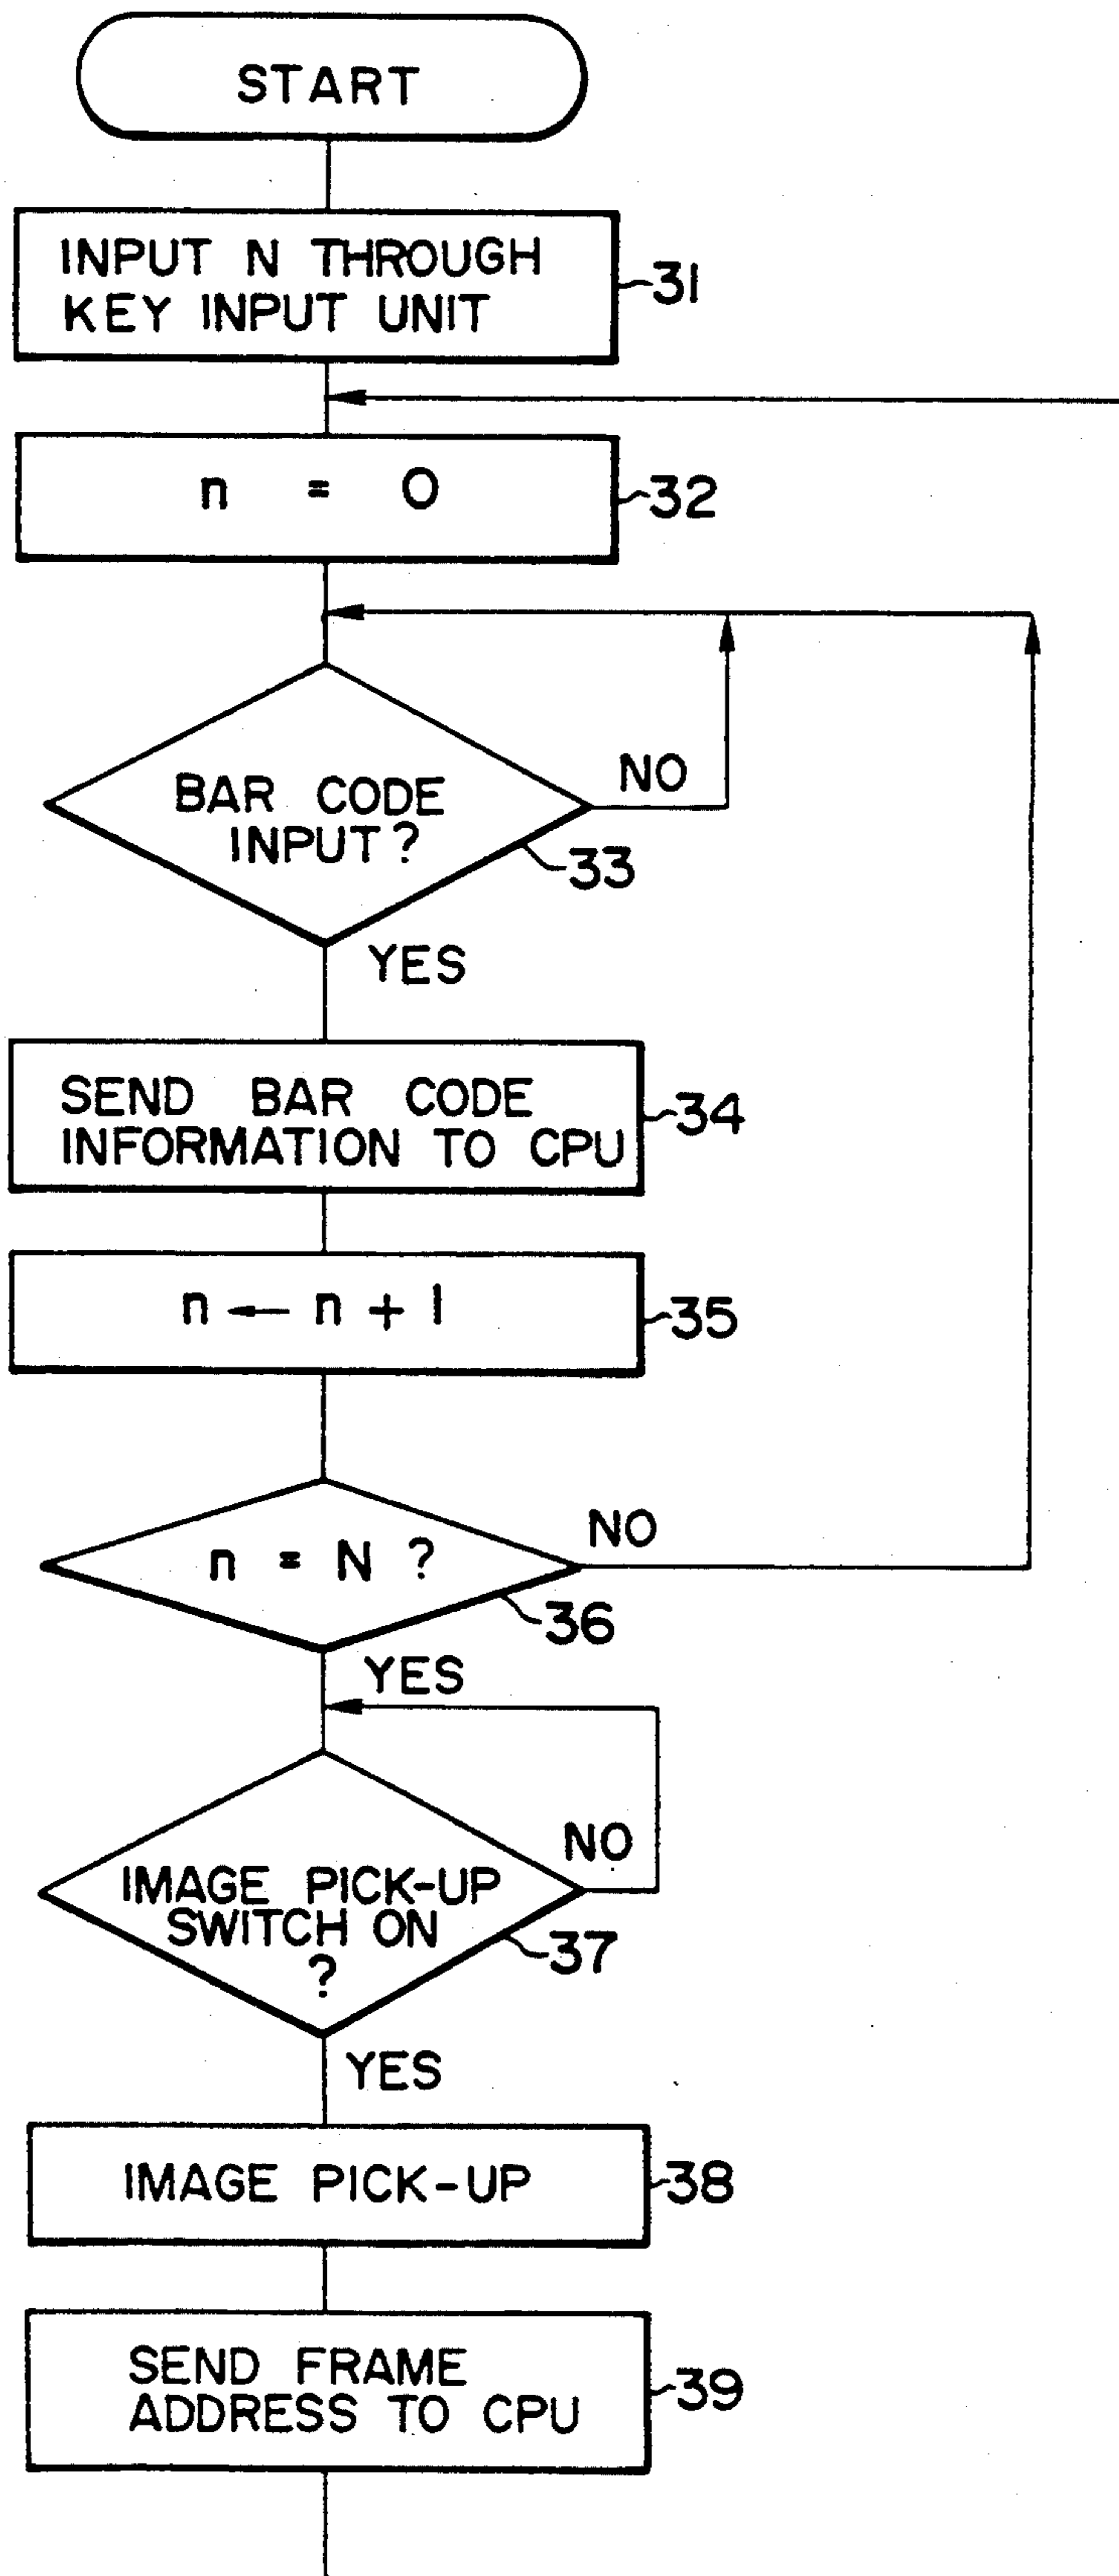 START
INPUT N THROUGH
KEY INPUT UNIT
31
n = 0
32
NO
BAR CODE
INPUT?
33
YES
SEND BAR CODE
INFORMATION TO CPU
34
n ← n + 1
35
NO
n = N ?
36
YES
NO
IMAGE PICK-UP
SWITCH ON
?
37
YES
IMAGE PICK-UP
38
SEND FRAME
ADDRESS TO CPU
39